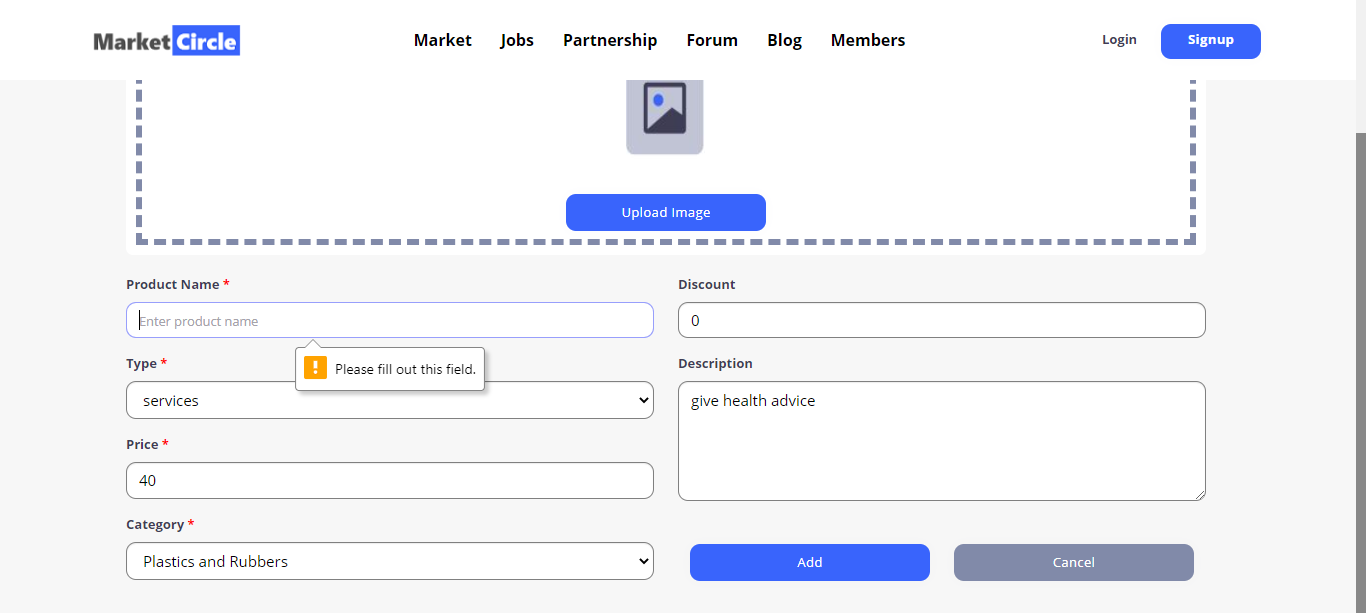 Market Circle
Market Jobs Partnership Forum Blog Members
Login Signup
Upload Image
Product Name *
Enter product name
Please fill out this field.
Type *
services
Price *
40
Category *
Plastics and Rubbers
Discount
0
Description
give health advice
Add Cancel